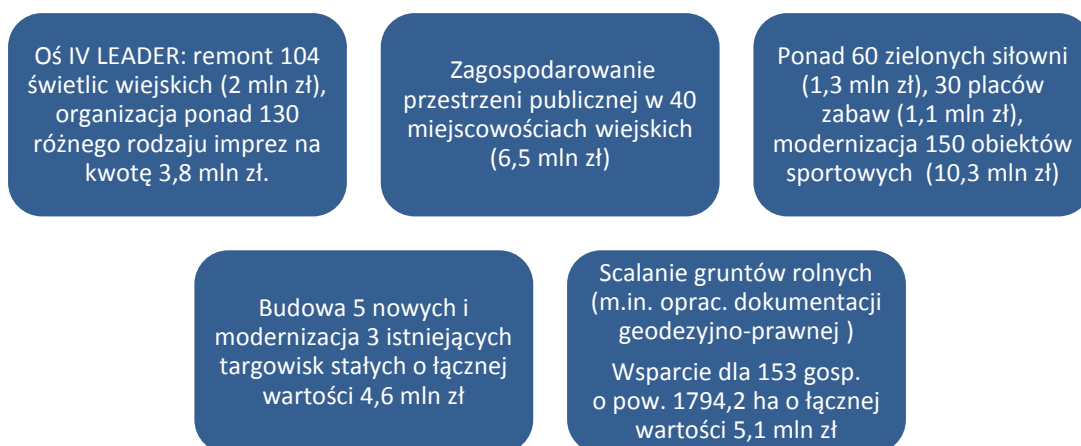 Oś IV LEADER: remont 104
świetlic wiejskich (2 mln zł),
organizacja ponad 130
różnego rodzaju imprez na
kwotę 3,8 mln zł.
Zagospodarowanie
przestrzeni publicznej w 40
miejscowościach wiejskich
(6,5 mln zł)
Ponad 60 zielonych siłowni
(1,3 mln zł), 30 placów
zabaw (1,1 mln zł),
modernizacja 150 obiektów
sportowych (10,3 mln zł)
Budowa 5 nowych i
modernizacja 3 istniejących
targowisk stałych o łącznej
wartości 4,6 mln zł
Scalanie gruntów rolnych
(m.in. oprac. dokumentacji
geodezyjno-prawnej )
Wsparcie dla 153 gosp.
o pow. 1794,2 ha o łącznej
wartości 5,1 mln zł